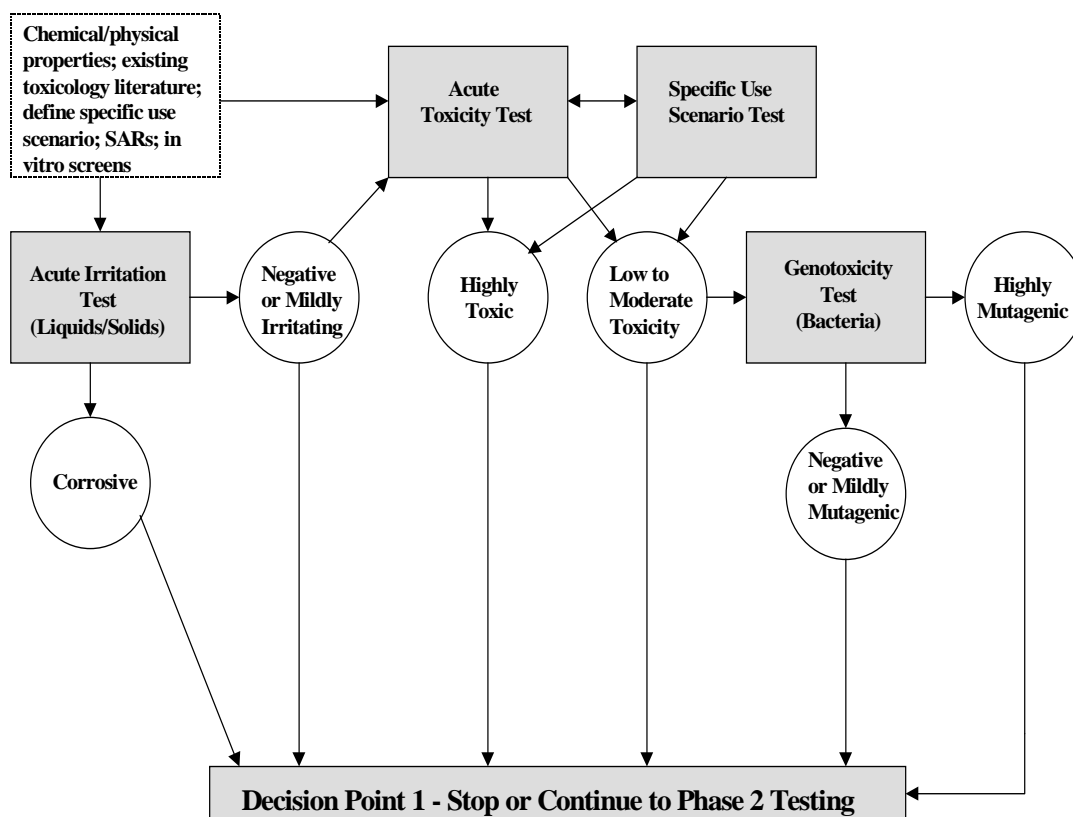 Chemical/physical
properties; existing
toxicology literature;
define specific use
scenario; SARs; in
vitro screens
Acute
Toxicity Test
Specific Use
Scenario Test
Acute Irritation
Test
(Liquids/Solids)
Negative
or Mildly
Irritating
Highly
Toxic
Low to
Moderate
Toxicity
Genotoxicity
Test
(Bacteria)
Highly
Mutagenic
Corrosive
Negative
or Mildly
Mutagenic
Decision Point 1 - Stop or Continue to Phase 2 Testing